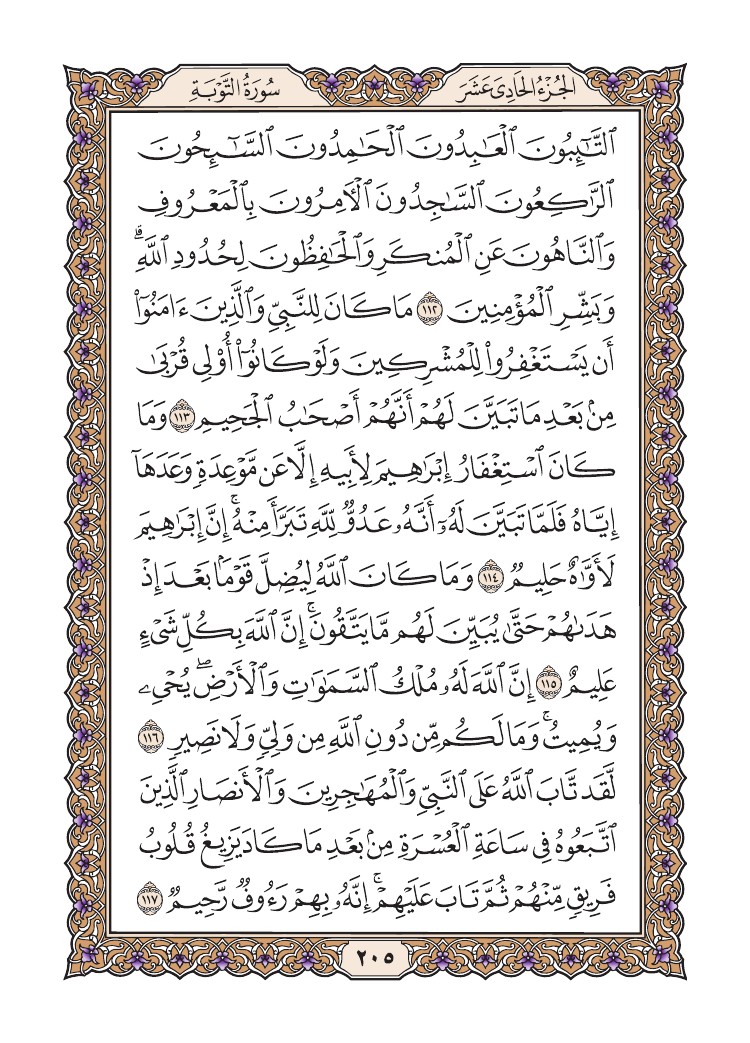 الجُزْءُ الحَادِي عَشَرَ
سُورَةُ التَّوْبَةِ
ٱلتَّـٰٓئِبُونَ ٱلْعَـٰبِدُونَ ٱلْحَـٰمِدُونَ ٱلسَّـٰٓئِحُونَ
ٱلرَّٰكِعُونَ ٱلسَّـٰجِدُونَ ٱلْـَٔامِرُونَ بِٱلْمَعْرُوفِ
وَٱلنَّاهُونَ عَنِ ٱلْمُنكَرِ وَٱلْحَـٰفِظُونَ لِحُدُودِ ٱللَّهِۗ
وَبَشِّرِ ٱلْمُؤْمِنِينَ ١١٢ مَا كَانَ لِلنَّبِيِّ وَٱلَّذِينَ ءَامَنُوٓا۟
أَن يَسْتَغْفِرُوا۟ لِلْمُشْرِكِينَ وَلَوْ كَانُوٓا۟ أُو۟لِى قُرْبَىٰ
مِنۢ بَعْدِ مَا تَبَيَّنَ لَهُمْ أَنَّهُمْ أَصْحَـٰبُ ٱلْجَحِيمِ ١١٣ وَمَا
كَانَ ٱسْتِغْفَارُ إِبْرَٰهِيمَ لِأَبِيهِ إِلَّا عَن مَّوْعِدَةٍ وَعَدَهَآ
إِيَّاهُ فَلَمَّا تَبَيَّنَ لَهُۥٓ أَنَّهُۥ عَدُوٌّ لِّلَّهِ تَبَرَّأَ مِنْهُۚ إِنَّ إِبْرَٰهِيمَ
لَأَوَّٰهٌ حَلِيمٌ ١١٤ وَمَا كَانَ ٱللَّهُ لِيُضِلَّ قَوْمَۢا بَعْدَ إِذْ
هَدَىٰهُمْ حَتَّىٰ يُبَيِّنَ لَهُم مَّا يَتَّقُونَۚ إِنَّ ٱللَّهَ بِكُلِّ شَىْءٍ
عَلِيمٌ ١١٥ إِنَّ ٱللَّهَ لَهُۥ مُلْكُ ٱلسَّمَـٰوَٰتِ وَٱلْأَرْضِۖ يُحْىِۦ
وَيُمِيتُۚ وَمَا لَكُم مِّن دُونِ ٱللَّهِ مِن وَلِىٍّ وَلَا نَصِيرٍ ١١٦
لَّقَد تَّابَ ٱللَّهُ عَلَى ٱلنَّبِىِّ وَٱلْمُهَـٰجِرِينَ وَٱلْأَنصَارِ ٱلَّذِينَ
ٱتَّبَعُوهُ فِى سَاعَةِ ٱلْعُسْرَةِ مِنۢ بَعْدِ مَا كَادَ يَزِيغُ قُلُوبُ
فَرِيقٍ مِّنْهُمْ ثُمَّ تَابَ عَلَيْهِمْۚ إِنَّهُۥ بِهِمْ رَءُوفٌ رَّحِيمٌ ١١٧
٢٠٥